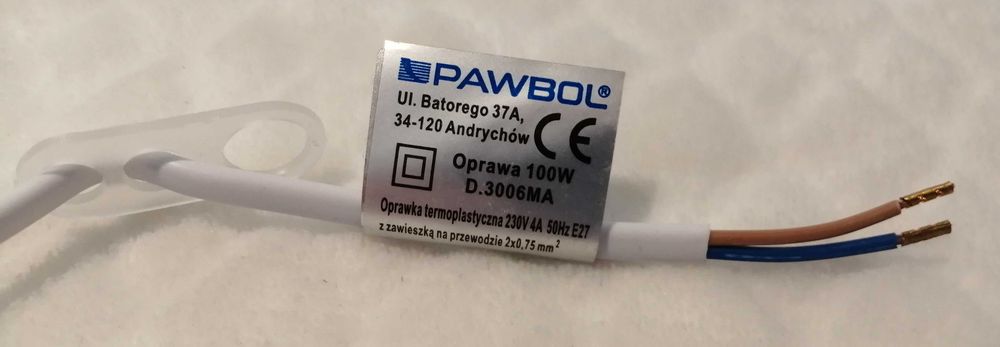 PAWBOL®
Ul. Batorego 37A,
34-120 Andrychów
CE
Oprawa 100W
D.3006MA
Oprawka termoplastyczna 230V 4A 50Hz E27
z zawieszką na przewodzie 2x0,75 mm²